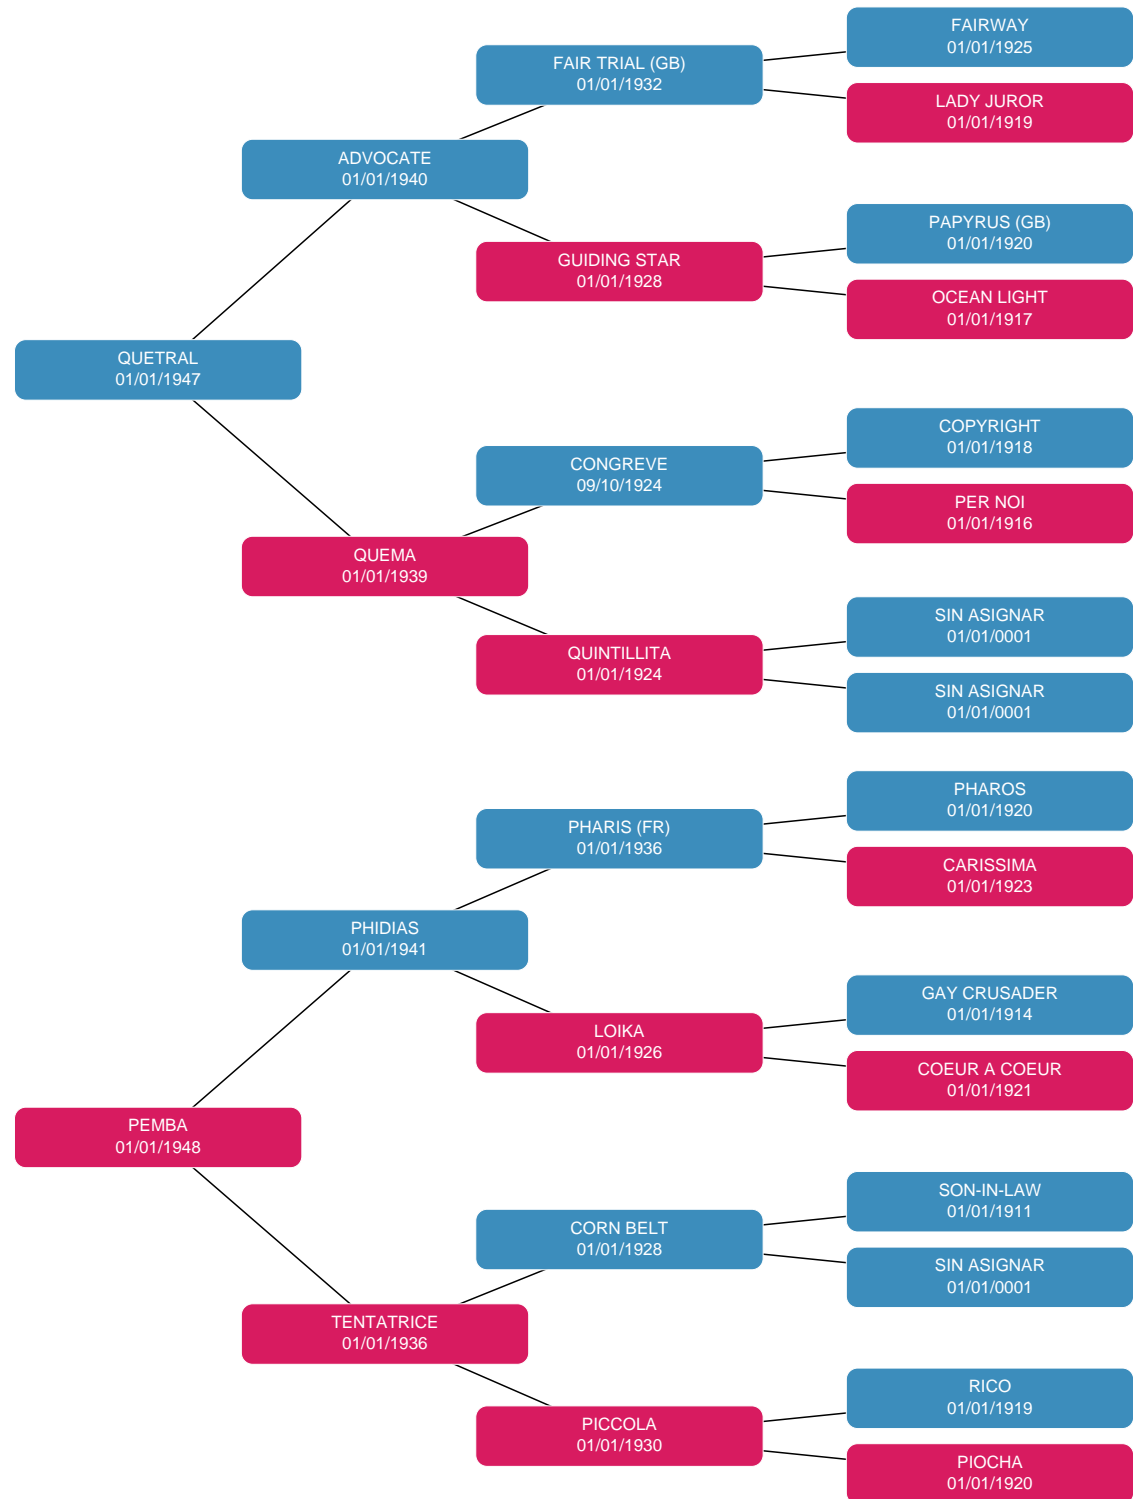 FAIRWAY
01/01/1925
FAIR TRIAL (GB)
01/01/1932
LADY JUROR
01/01/1919
ADVOCATE
01/01/1940
PAPYRUS (GB)
01/01/1920
GUIDING STAR
01/01/1928
OCEAN LIGHT
01/01/1917
QUETRAL
01/01/1947
COPYRIGHT
01/01/1918
CONGREVE
09/10/1924
PER NOI
01/01/1916
QUEMA
01/01/1939
SIN ASIGNAR
01/01/0001
QUINTILLITA
01/01/1924
SIN ASIGNAR
01/01/0001
PHAROS
01/01/1920
PHARIS (FR)
01/01/1936
CARISSIMA
01/01/1923
PHIDIAS
01/01/1941
GAY CRUSADER
01/01/1914
LOIKA
01/01/1926
COEUR A COEUR
01/01/1921
PEMBA
01/01/1948
SON-IN-LAW
01/01/1911
CORN BELT
01/01/1928
SIN ASIGNAR
01/01/0001
TENTATRICE
01/01/1936
RICO
01/01/1919
PICCOLA
01/01/1930
PIOCHA
01/01/1920